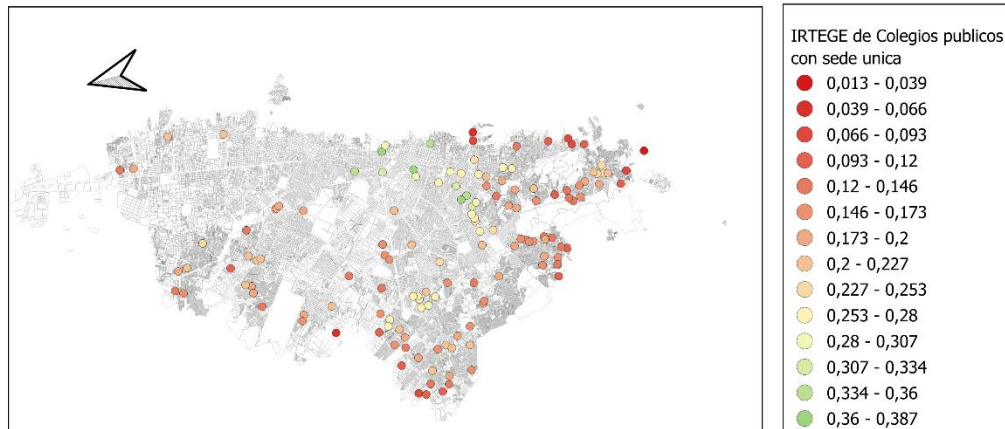 IRTEGE de Colegios publicos
con sede unica
0,013 - 0,039
0,039 - 0,066
0,066 - 0,093
0,093 - 0,12
0,12 - 0,146
0,146 - 0,173
0,173 - 0,2
0,2 - 0,227
0,227 - 0,253
0,253 - 0,28
0,28 - 0,307
0,307 - 0,334
0,334 - 0,36
0,36 - 0,387